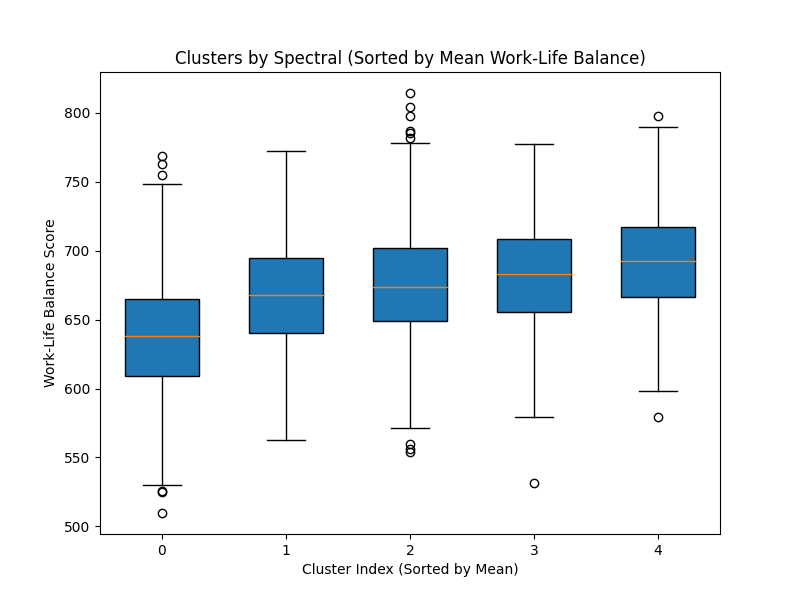 Clusters by Spectral (Sorted by Mean Work-Life Balance)
Work-Life Balance Score
800
750
700
650
600
550
500
0 1 2 3 4
Cluster Index (Sorted by Mean)